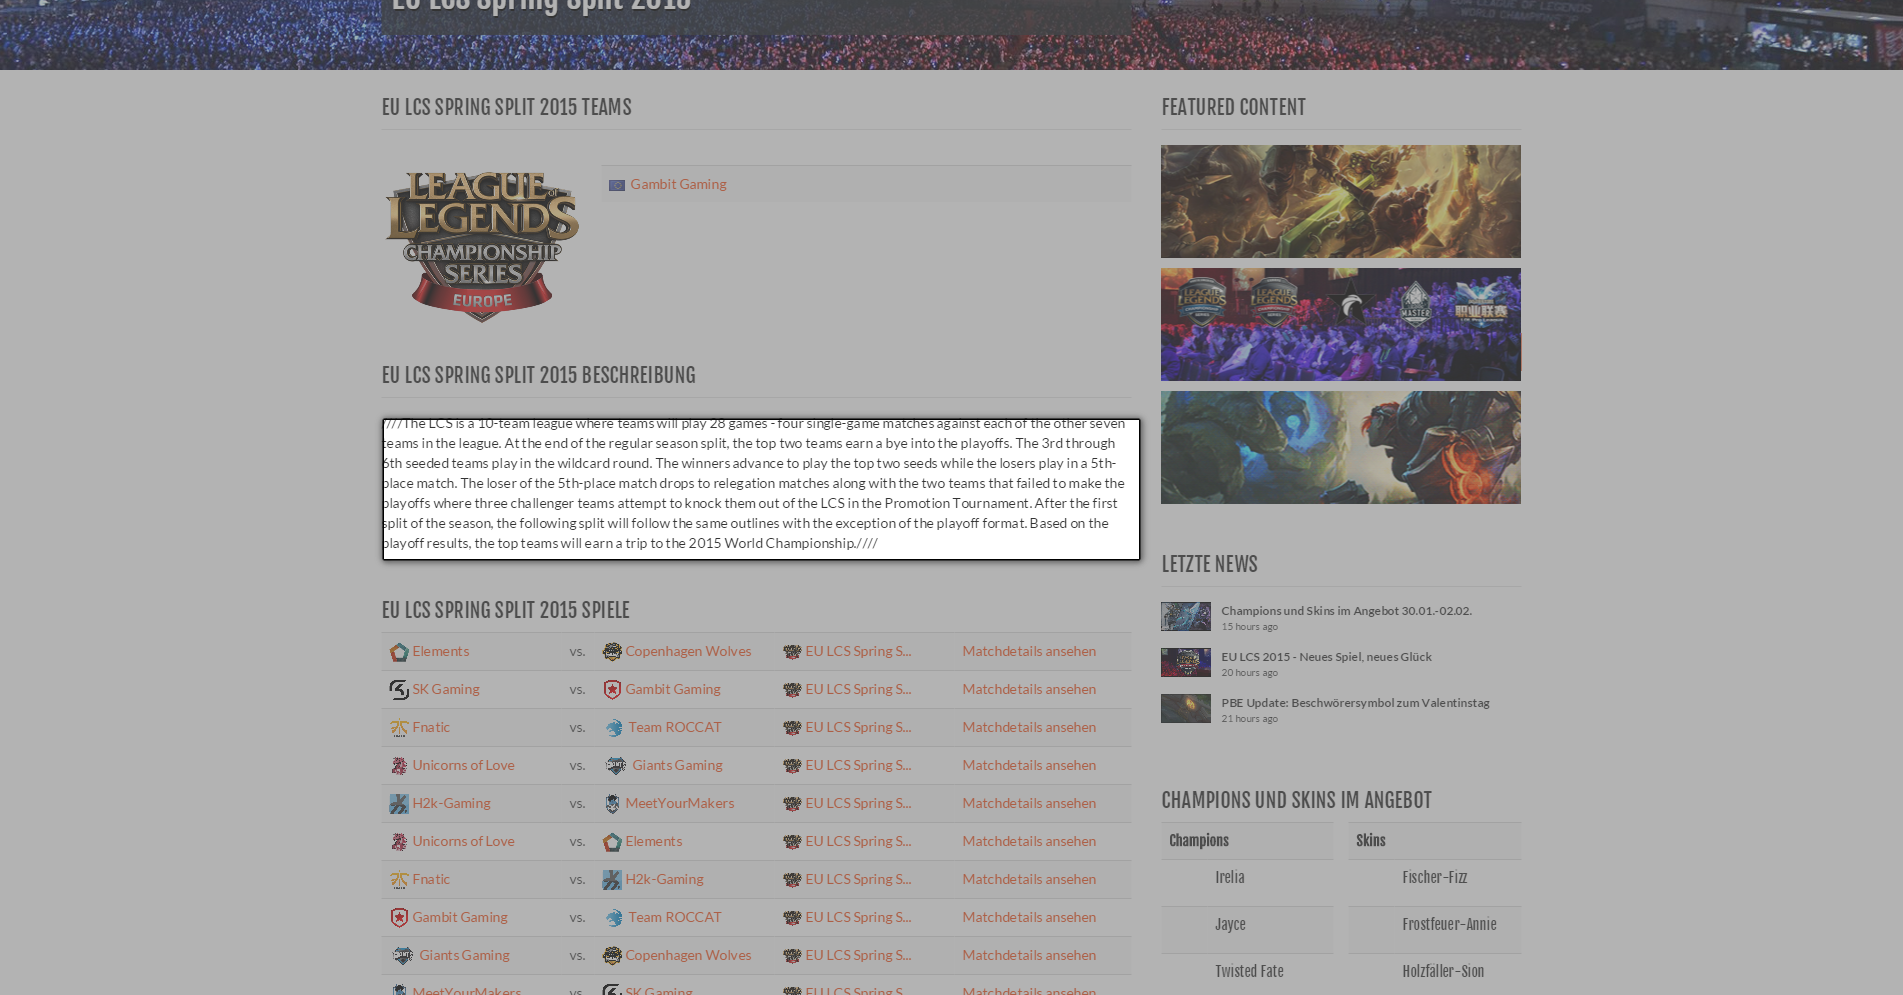 EU LCS Spring Split 2015
EU LCS SPRING SPLIT 2015 TEAMS
LEAGUE of
LEGENDS
CHAMPIONSHIP
SERIES
EUROPE
Gambit Gaming
EU LCS SPRING SPLIT 2015 BESCHREIBUNG
////The LCS is a 10-team league where teams will play 28 games - four single-game matches against each of the other seven
teams in the league. At the end of the regular season split, the top two teams earn a bye into the playoffs. The 3rd through
6th seeded teams play in the wildcard round. The winners advance to play the top two seeds while the losers play in a 5th-
place match. The loser of the 5th-place match drops to relegation matches along with the two teams that failed to make the
playoffs where three challenger teams attempt to knock them out of the LCS in the Promotion Tournament. After the first
split of the season, the following split will follow the same outlines with the exception of the playoff format. Based on the
playoff results, the top teams will earn a trip to the 2015 World Championship.////
EU LCS SPRING SPLIT 2015 SPIELE
Elements vs. Copenhagen Wolves EU LCS Spring S... Matchdetails ansehen
SK Gaming vs. Gambit Gaming EU LCS Spring S... Matchdetails ansehen
Fnatic vs. Team ROCCAT EU LCS Spring S... Matchdetails ansehen
Unicorns of Love vs. Giants Gaming EU LCS Spring S... Matchdetails ansehen
H2k-Gaming vs. MeetYourMakers EU LCS Spring S... Matchdetails ansehen
Unicorns of Love vs. Elements EU LCS Spring S... Matchdetails ansehen
Fnatic vs. H2k-Gaming EU LCS Spring S... Matchdetails ansehen
Gambit Gaming vs. Team ROCCAT EU LCS Spring S... Matchdetails ansehen
Giants Gaming vs. Copenhagen Wolves EU LCS Spring S... Matchdetails ansehen
MeetYourMakers vs. SK Gaming EU LCS Spring S... Matchdetails ansehen
FEATURED CONTENT
LEGENDS
LEGENDS
MASTER
职业联赛
LETZTE NEWS
Champions und Skins im Angebot 30.01.-02.02.
15 hours ago
EU LCS 2015 - Neues Spiel, neues Glück
20 hours ago
PBE Update: Beschwörersymbol zum Valentinstag
21 hours ago
CHAMPIONS UND SKINS IM ANGEBOT
Champions Skins
Irelia Fischer-Fizz
Jayce Frostfeuer-Annie
Twisted Fate Holzfäller-Sion